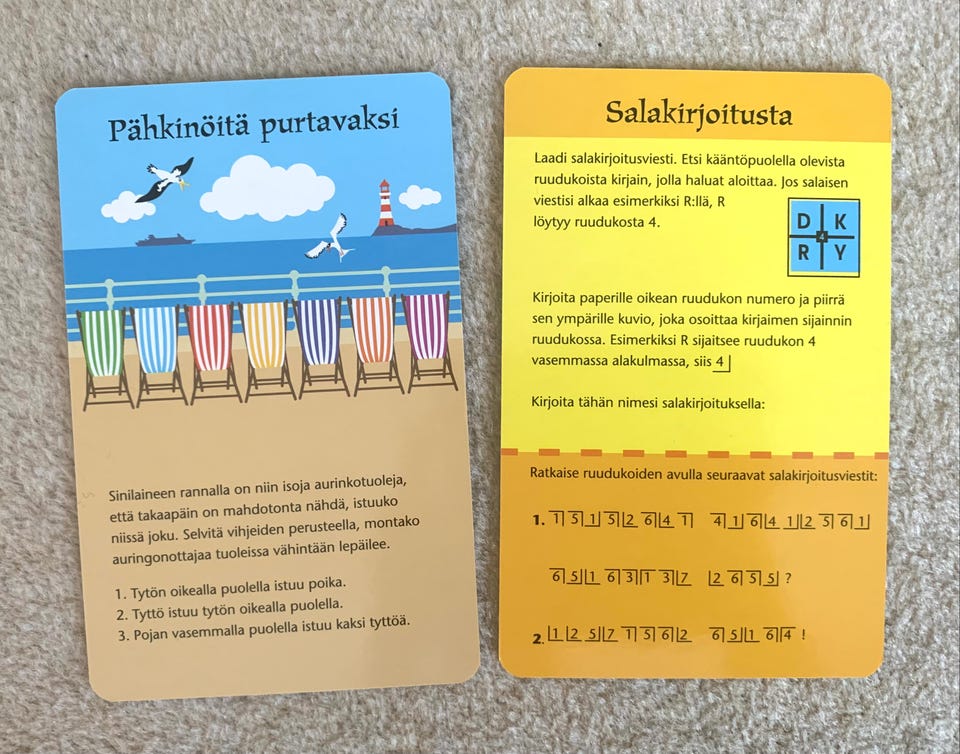 Pähkinöitä purtavaksi
Sinilaineen rannalla on niin isoja aurinkotuoleja,
että takaapäin on mahdotonta nähdä, istuuko
niissä joku. Selvitä vihjeiden perusteella, montako
auringonottajaa tuoleissa vähintään lepäilee.
1. Tytön oikealla puolella istuu poika.
2. Tyttö istuu tytön oikealla puolella.
3. Pojan vasemmalla puolella istuu kaksi tyttöä.
Salakirjoitusta
Laadi salakirjoitusviesti. Etsi kääntöpuolella olevista
ruudukoista kirjain, jolla haluat aloittaa. Jos salaisen
viestisi alkaa esimerkiksi R:llä, R
löytyy ruudukosta 4.
D K
4
R Y
Kirjoita paperille oikean ruudukon numero ja piirrä
sen ympärille kuvio, joka osoittaa kirjaimen sijainnin
ruudukossa. Esimerkiksi R sijaitsee ruudukon 4
vasemmassa alakulmassa, siis 4
Kirjoita tähän nimesi salakirjoituksella:
Ratkaise ruudukoiden avulla seuraavat salakirjoitusviestit:
1. 1 5 1 5 2 6 4 1 4 1 6 4 1 2 5 6 1
6 5 1 6 3 1 3 7 2 6 5 5 ?
2. 1 2 5 7 1 5 6 2 6 5 1 6 4 !